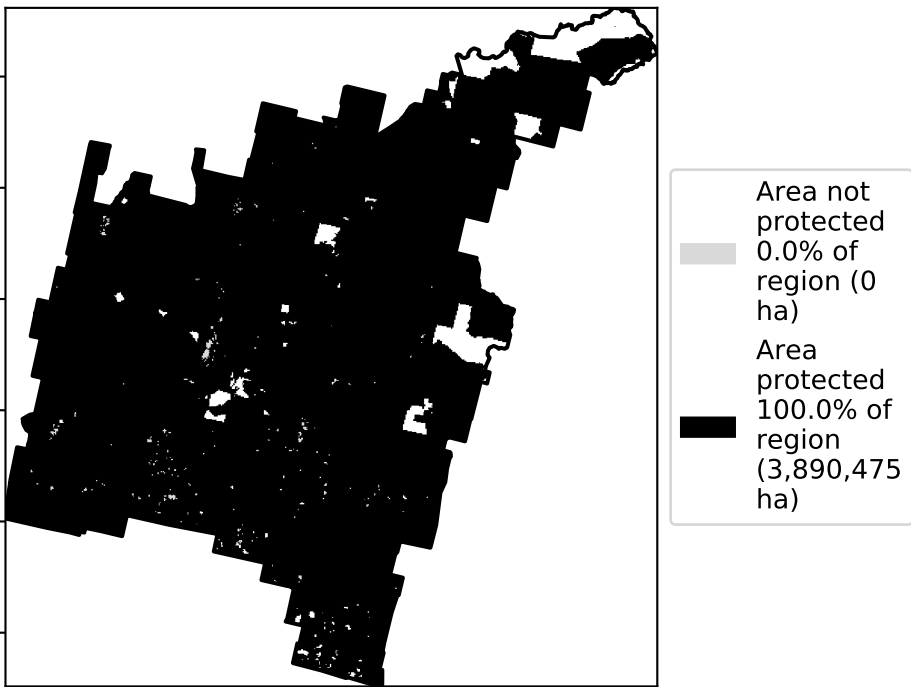 Area not
protected
0.0% of
region (0
ha)
Area
protected
100.0% of
region
(3,890,475
ha)